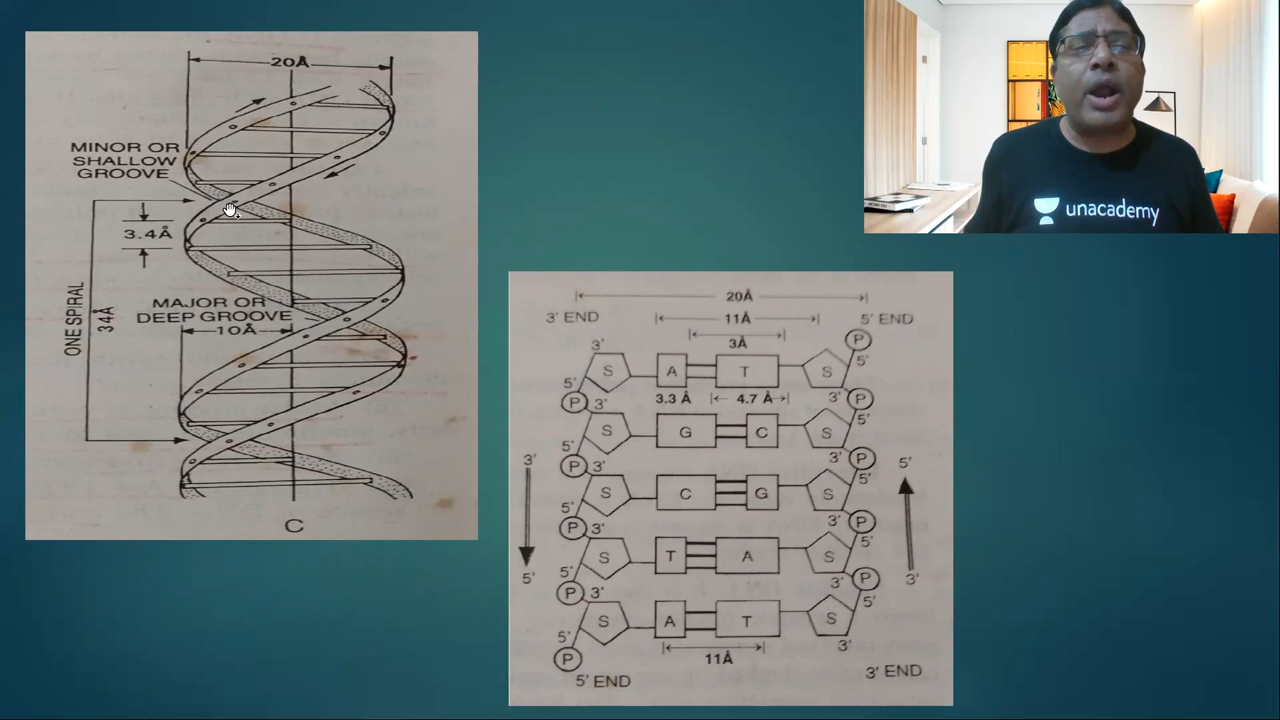 20Å
MINOR OR
SHALLOW
GROOVE
3.4Å
MAJOR OR
DEEP GROOVE
10Å
ONE SPIRAL
34Å
C
unacademy
20Å
3' END
11Å
5' END
3Å
3'
P
S
A
T
S
5'
5'
P
3'
3.3 Å
4.7 Å
P
3'
S
G
C
S
5'
5'
3'
P
3'
3'
P
5'
S
C
G
S
5'
5'
P
3'
3'
P
S
T
A
S
5'
5'
5'
P
3'
3'
P
3'
S
A
T
S
5'
5'
3'
P
11Å
5' END
3' END